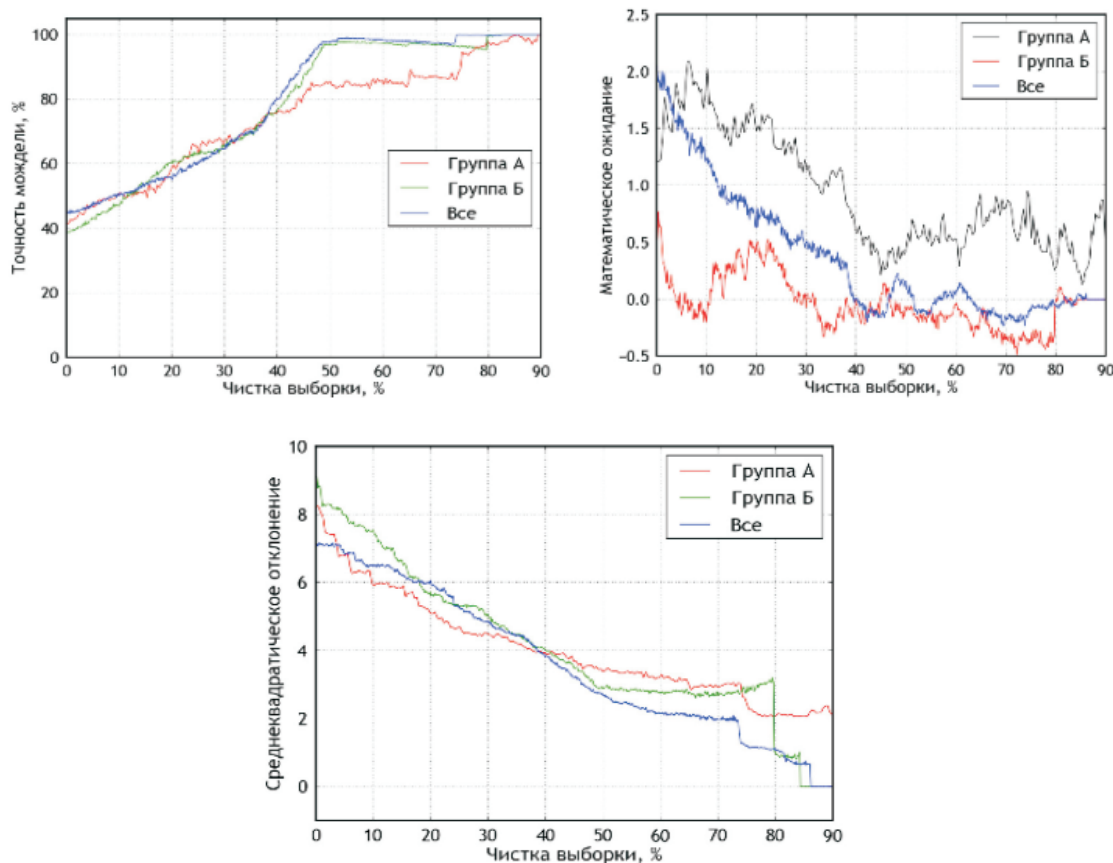 100
80
60
40
20
0
Точность мождели, %
Группа А
Группа Б
Все
0 10 20 30 40 50 60 70 80 90
Чистка выборки, %
2.5
2.0
1.5
1.0
0.5
0.0
−0.5
Математическое ожидание
Группа А
Группа Б
Все
0 10 20 30 40 50 60 70 80 90
Чистка выборки, %
10
8
6
4
2
0
Среднеквадратическое отклонение
Группа А
Группа Б
Все
0 10 20 30 40 50 60 70 80 90
Чистка выборки, %